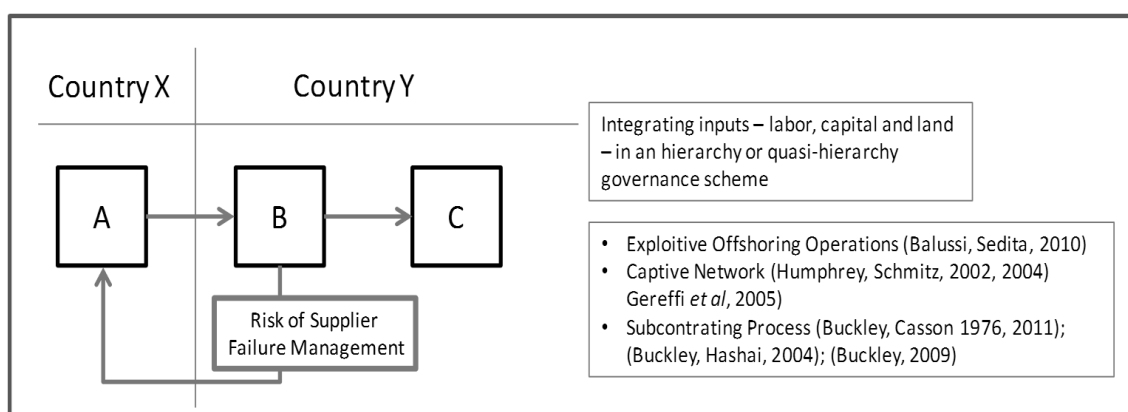 Country X
Country Y
A
B
C
Risk of Supplier
Failure Management
Integrating inputs – labor, capital and land
– in an hierarchy or quasi-hierarchy
governance scheme
• Exploitive Offshoring Operations (Balussi, Sedita, 2010)
• Captive Network (Humphrey, Schmitz, 2002, 2004)
Gereffi et al, 2005)
• Subcontrating Process (Buckley, Casson 1976, 2011);
(Buckley, Hashai, 2004); (Buckley, 2009)